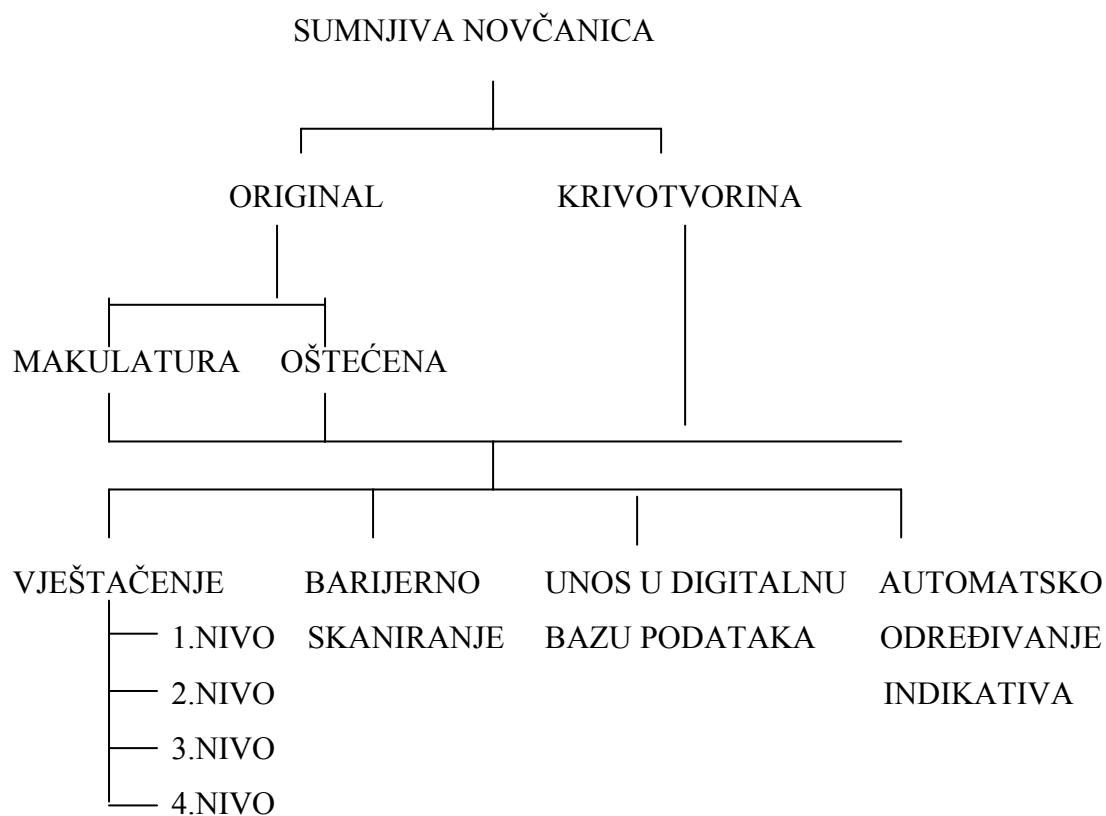 SUMNJIVA NOVČANICA
ORIGINAL KRIVOTVORINA
MAKULATURA OŠTEĆENA
VJEŠTAČENJE BARIJERNO UNOS U DIGITALNU AUTOMATSKO
1.NIVO SKANIRANJE BAZU PODATAKA ODREĐIVANJE
2.NIVO INDIKATIVA
3.NIVO
4.NIVO